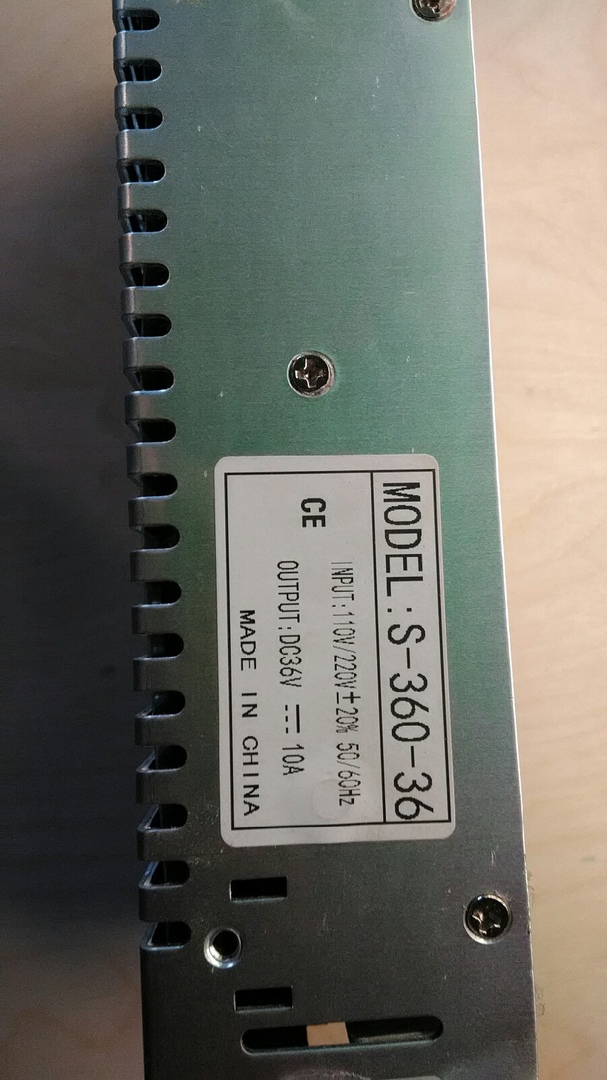 MODEL:S-360-36
INPUT:110V/220V±20% 50/60Hz
CE
OUTPUT:DC36V ⎓ 10A
MADE IN CHINA